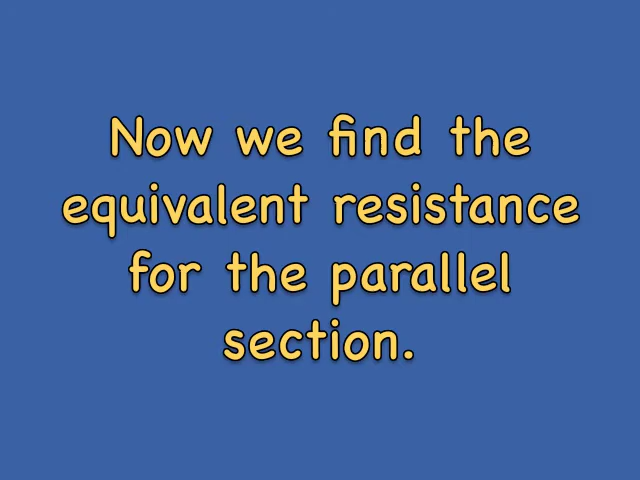 Now we find the
equivalent resistance
for the parallel
section.